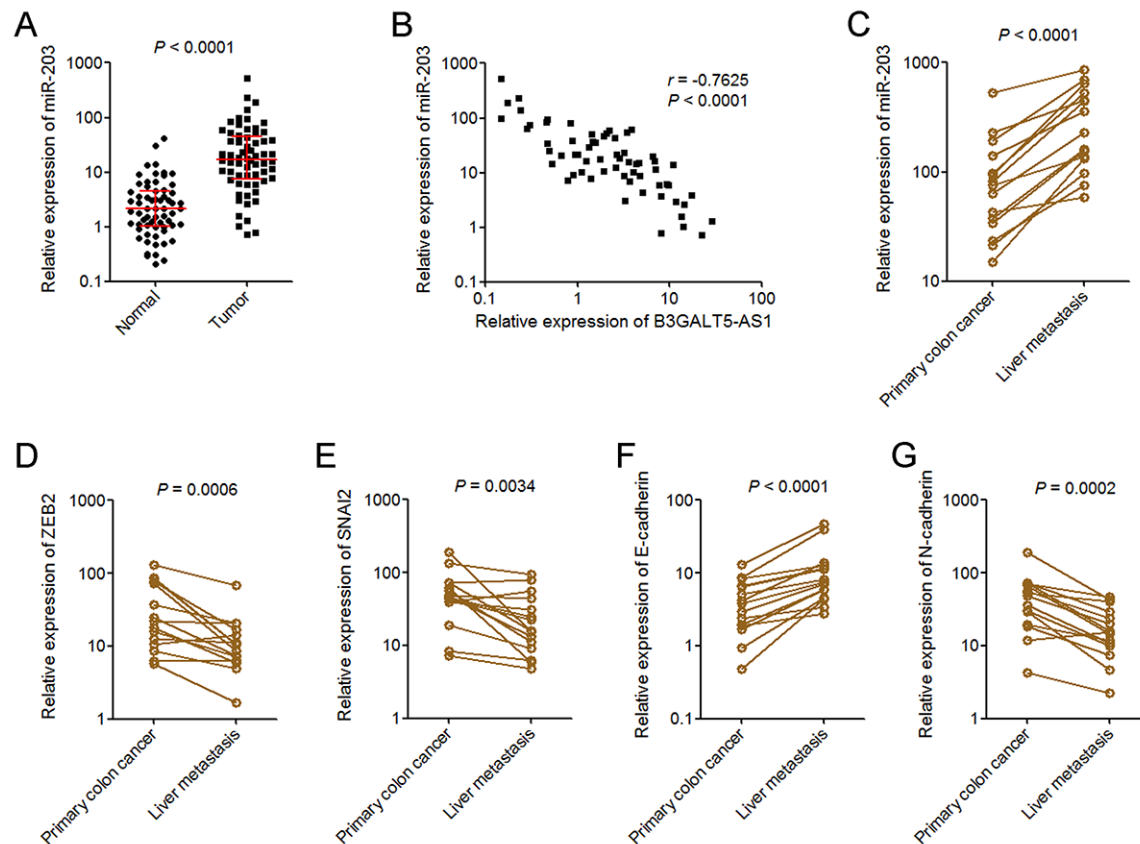 A
P < 0.0001
Relative expression of miR-203
1000
100
10
1
0.1
Normal
Tumor
B
r = -0.7625
P < 0.0001
Relative expression of miR-203
1000
100
10
1
0.1
0.1
1
10
100
Relative expression of B3GALT5-AS1
C
P < 0.0001
Relative expression of miR-203
1000
100
10
Primary colon cancer
Liver metastasis
D
P = 0.0006
Relative expression of ZEB2
1000
100
10
1
Primary colon cancer
Liver metastasis
E
P = 0.0034
Relative expression of SNAI2
1000
100
10
1
Primary colon cancer
Liver metastasis
F
P < 0.0001
Relative expression of E-cadherin
100
10
1
0.1
Primary colon cancer
Liver metastasis
G
P = 0.0002
Relative expression of N-cadherin
1000
100
10
1
Primary colon cancer
Liver metastasis